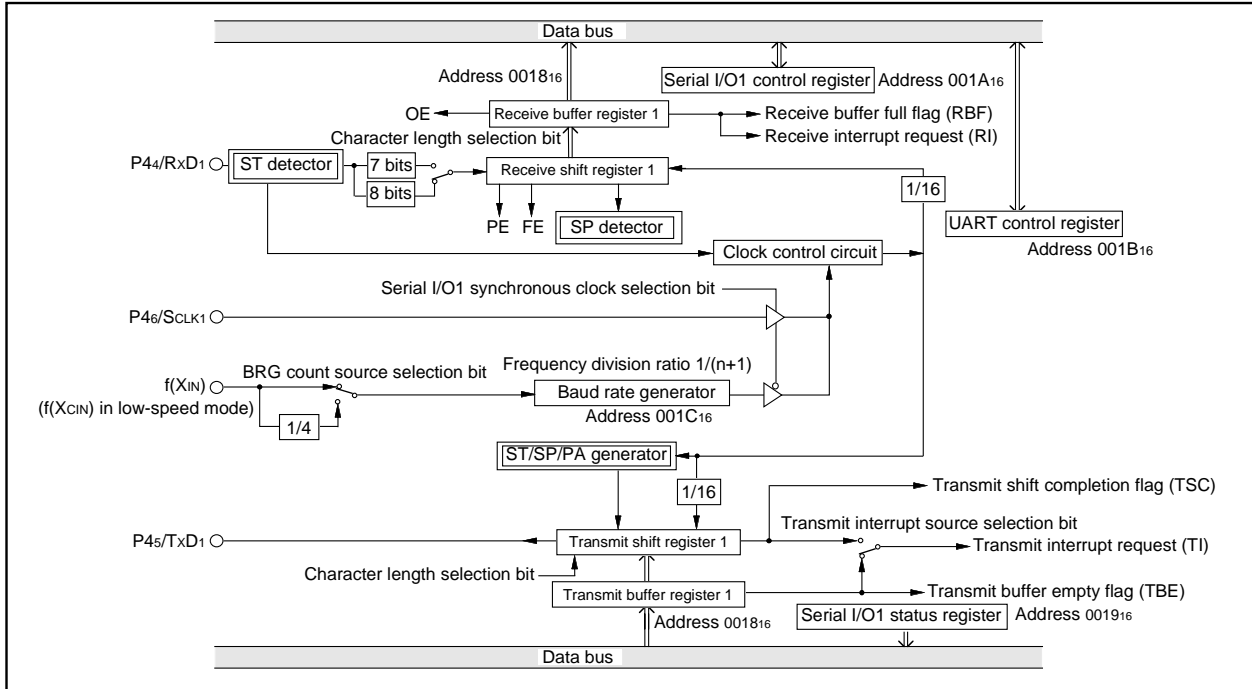 Data bus
Address 001816
Serial I/O1 control register
Address 001A16
OE
Receive buffer register 1
Receive buffer full flag (RBF)
Receive interrupt request (RI)
Character length selection bit
P44/RXD1
ST detector
7 bits
8 bits
Receive shift register 1
1/16
PE
FE
SP detector
UART control register
Address 001B16
Clock control circuit
Serial I/O1 synchronous clock selection bit
P46/SCLK1
BRG count source selection bit
Frequency division ratio 1/(n+1)
f(XIN)
(f(XCIN) in low-speed mode)
Baud rate generator
Address 001C16
1/4
ST/SP/PA generator
1/16
Transmit shift completion flag (TSC)
Transmit interrupt source selection bit
P45/TXD1
Transmit shift register 1
Transmit interrupt request (TI)
Character length selection bit
Transmit buffer register 1
Transmit buffer empty flag (TBE)
Address 001816
Serial I/O1 status register
Address 001916
Data bus